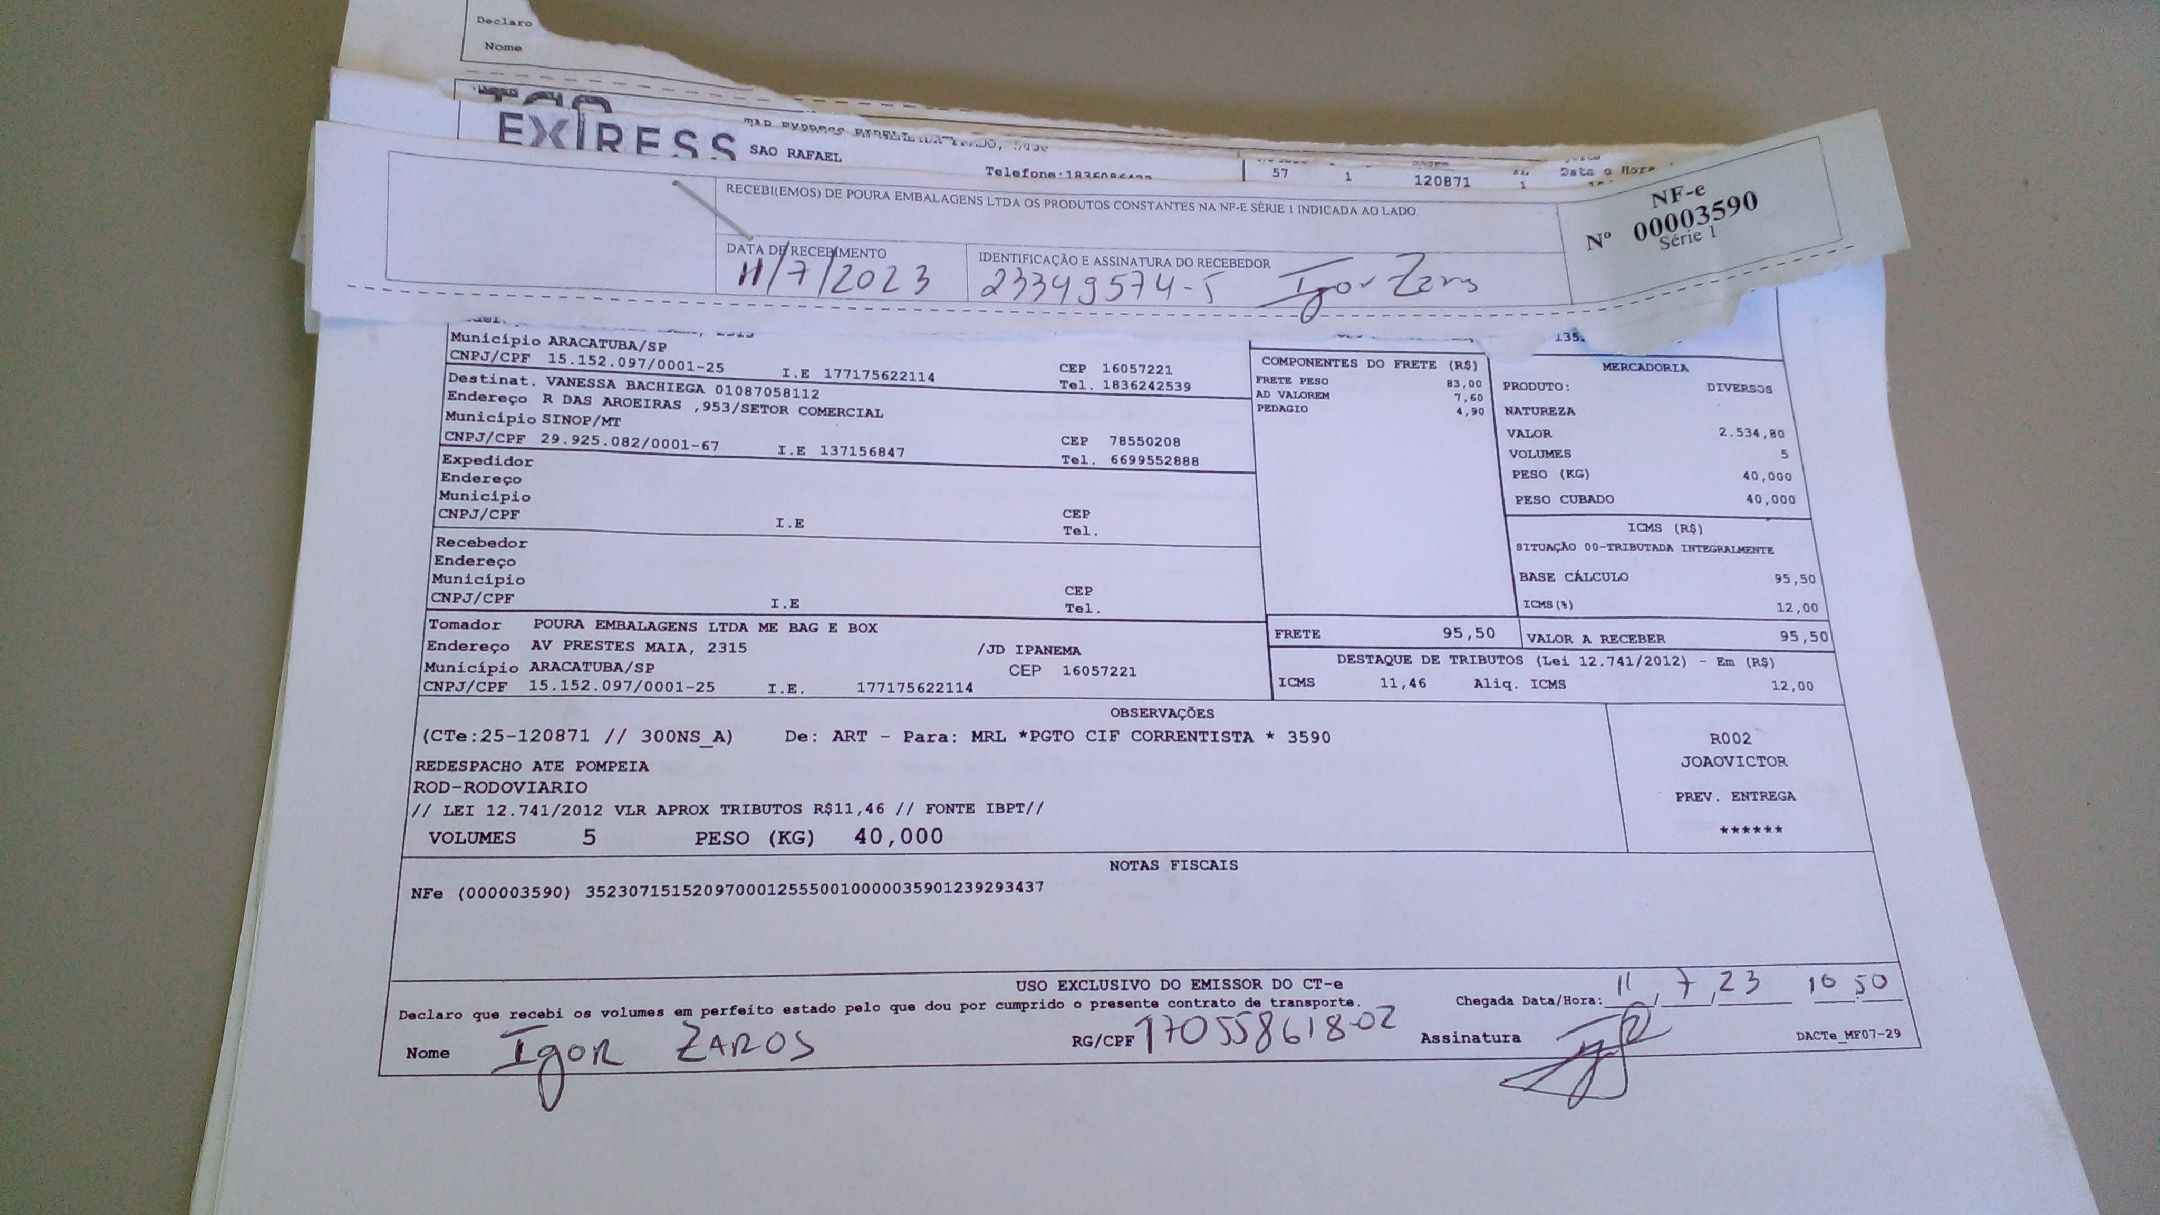 Declaro
Nome
EXPRESS
SAO RAFAEL
57 1 120871 1 Data e Hora
RECEBI(EMOS) DE POURA EMBALAGENS LTDA OS PRODUTOS CONSTANTES NA NF-E SÉRIE 1 INDICADA AO LADO.
NF-e
Nº 00003590
Série 1
DATA DE RECEBIMENTO
11/7/2023
IDENTIFICAÇÃO E ASSINATURA DO RECEBEDOR
23349574-5 Igor Zaros
Município ARACATUBA/SP
CNPJ/CPF 15.152.097/0001-25 I.E 177175622114
CEP 16057221
Tel. 1836242539
Destinat. VANESSA BACHIEGA 01087058112
Endereço R DAS AROEIRAS ,953/SETOR COMERCIAL
Município SINOP/MT
CNPJ/CPF 29.925.082/0001-67 I.E 137156847
CEP 78550208
Tel. 6699552888
Expedidor
Endereço
Município
CNPJ/CPF I.E
CEP
Tel.
Recebedor
Endereço
Município
CNPJ/CPF I.E
CEP
Tel.
Tomador POURA EMBALAGENS LTDA ME BAG E BOX
Endereço AV PRESTES MAIA, 2315 /JD IPANEMA
Município ARACATUBA/SP CEP 16057221
CNPJ/CPF 15.152.097/0001-25 I.E. 177175622114
COMPONENTES DO FRETE (R$)
FRETE PESO 83,00
AD VALOREM 7,60
PEDAGIO 4,90
MERCADORIA
PRODUTO: DIVERSOS
NATUREZA
VALOR 2.534,80
VOLUMES 5
PESO (KG) 40,000
PESO CUBADO 40,000
ICMS (R$)
SITUAÇÃO 00-TRIBUTADA INTEGRALMENTE
BASE CÁLCULO 95,50
ICMS(%) 12,00
FRETE 95,50
VALOR A RECEBER 95,50
DESTAQUE DE TRIBUTOS (Lei 12.741/2012) - Em (R$)
ICMS 11,46 Aliq. ICMS 12,00
OBSERVAÇÕES
(CTe:25-120871 // 300NS_A) De: ART - Para: MRL *PGTO CIF CORRENTISTA * 3590
REDESPACHO ATE POMPEIA
ROD-RODOVIARIO
// LEI 12.741/2012 VLR APROX TRIBUTOS R$11,46 // FONTE IBPT//
VOLUMES 5 PESO (KG) 40,000
R002
JOAOVICTOR
PREV. ENTREGA
******
NOTAS FISCAIS
NFe (000003590) 35230715152097000125550010000035901239293437
USO EXCLUSIVO DO EMISSOR DO CT-e
Declaro que recebi os volumes em perfeito estado pelo que dou por cumprido o presente contrato de transporte.
Chegada Data/Hora: 11/7/23 10:50
Nome Igor ZAROS
RG/CPF 170558618-02
Assinatura
DACTe_MF07-29